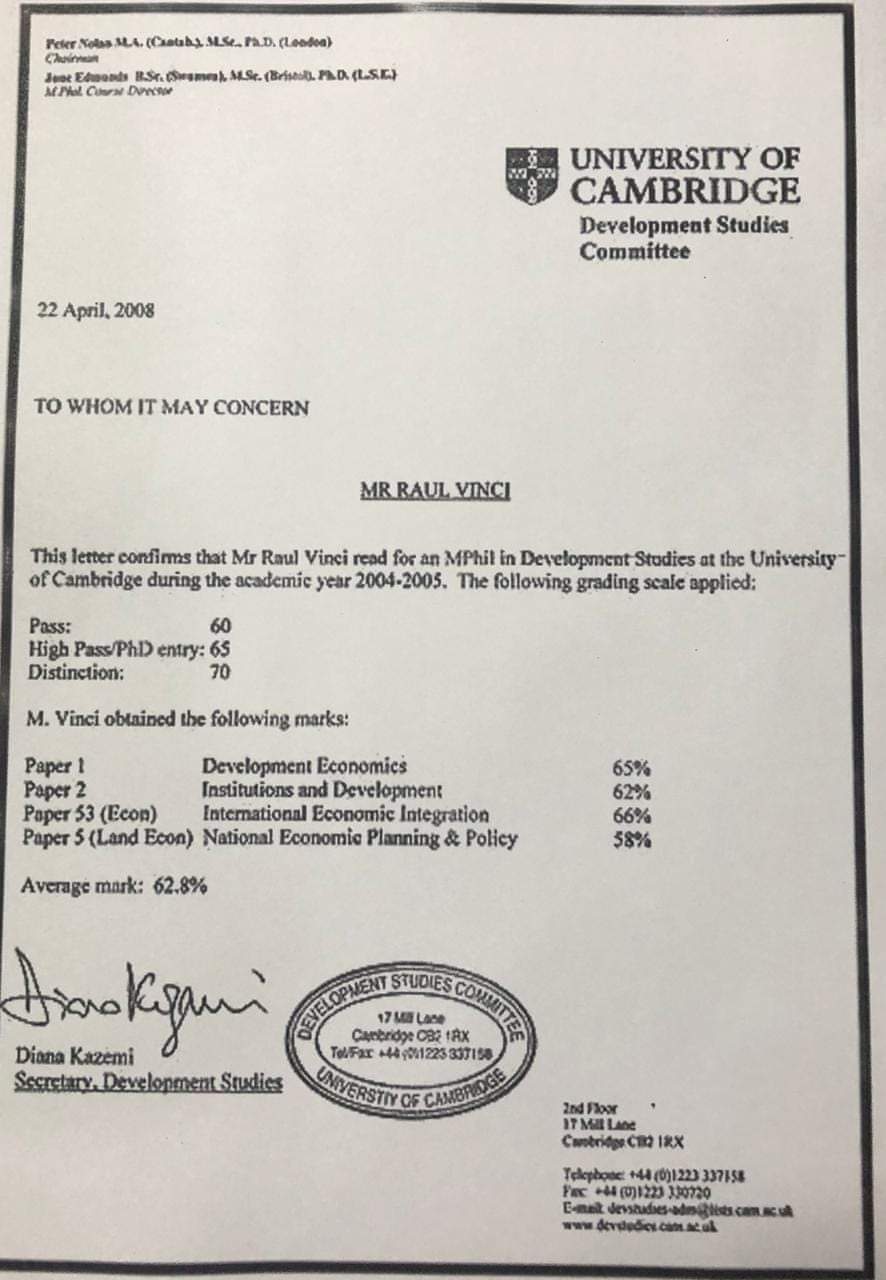 Peter Nolan M.A. (Cantab.), M.Sc., Ph.D. (London)
Chairman
Jane Edmunds B.Sc. (Swansea), M.Sc. (Bristol), Ph.D. (L.S.E.)
M.Phil. Course Director
UNIVERSITY OF
CAMBRIDGE
Development Studies
Committee
22 April, 2008
TO WHOM IT MAY CONCERN
MR RAUL VINCI
This letter confirms that Mr Raul Vinci read for an MPhil in Development Studies at the University
of Cambridge during the academic year 2004-2005. The following grading scale applied:
Pass: 60
High Pass/PhD entry: 65
Distinction: 70
M. Vinci obtained the following marks:
Paper 1 Development Economics 65%
Paper 2 Institutions and Development 62%
Paper 53 (Econ) International Economic Integration 66%
Paper 5 (Land Econ) National Economic Planning & Policy 58%
Average mark: 62.8%
Diana Kazemi
DEVELOPMENT STUDIES COMMITTEE
17 Mill Lane
Cambridge CB2 1RX
Tel/Fax: +44 (0)1223 337158
UNIVERSTIY OF CAMBRIDGE
Diana Kazemi
Secretary, Development Studies
2nd Floor
17 Mill Lane
Cambridge CB2 1RX
Telephone: +44 (0)1223 337158
Fax: +44 (0)1223 330720
E-mail: devstudies-adm@lists.cam.ac.uk
www.devstudies.cam.ac.uk